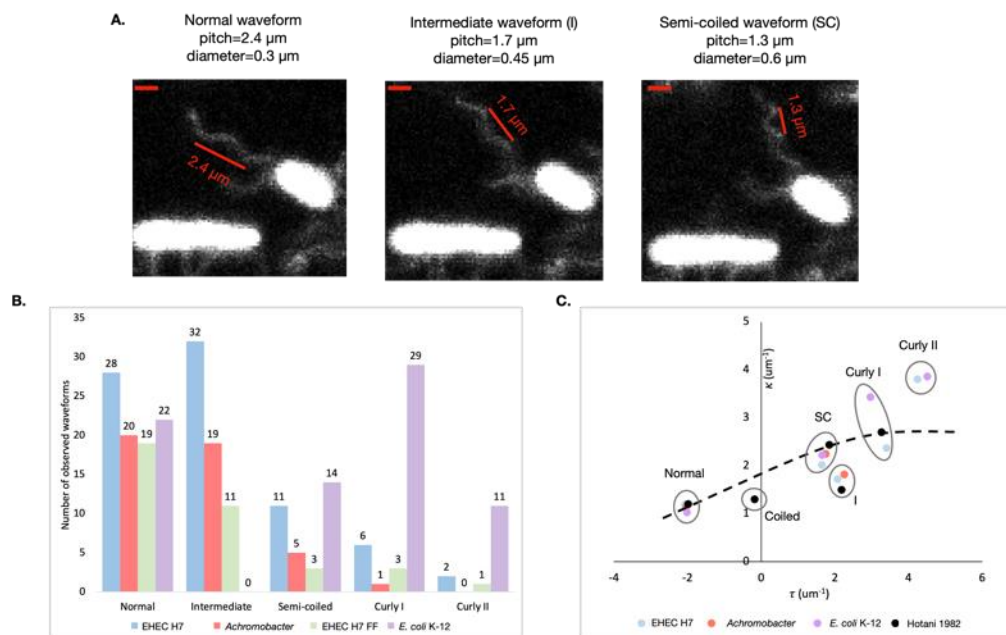 A.
Normal waveform
pitch=2.4 µm
diameter=0.3 µm
Intermediate waveform (I)
pitch=1.7 µm
diameter=0.45 µm
Semi-coiled waveform (SC)
pitch=1.3 µm
diameter=0.6 µm
2.4 µm
1.7 µm
1.3 µm
B.
Number of observed waveforms
35
30
25
20
15
10
5
0
28
20
19
22
32
19
11
0
11
5
3
14
6
1
3
29
2
0
1
11
Normal
Intermediate
Semi-coiled
Curly I
Curly II
EHEC H7
Achromobacter
EHEC H7 FF
E. coli K-12
C.
κ (um⁻¹)
5
4
3
2
1
0
Curly II
Curly I
SC
Normal
Coiled
I
-4
-2
0
2
4
6
τ (um⁻¹)
EHEC H7
Achromobacter
E. coli K-12
Hotani 1982